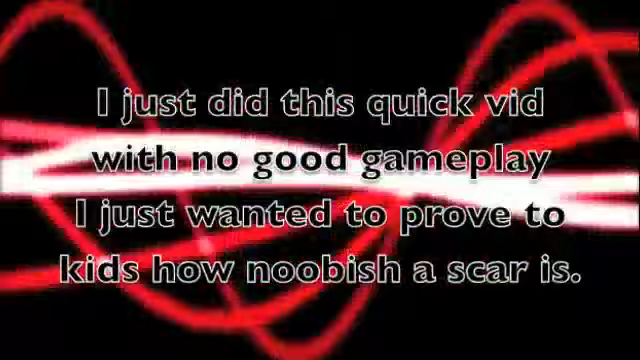 I just did this quick vid
with no good gameplay
I just wanted to prove to
kids how noobish a scar is.